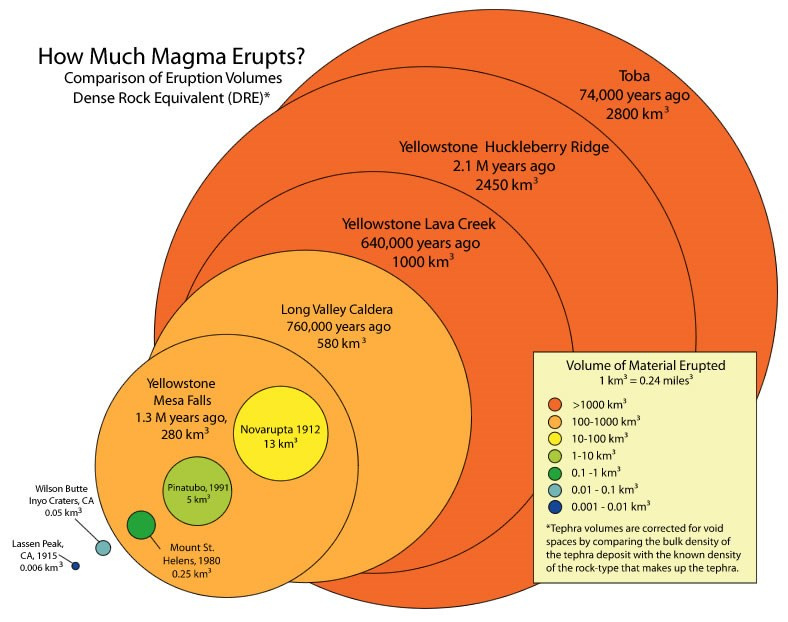 How Much Magma Erupts?
Comparison of Eruption Volumes
Dense Rock Equivalent (DRE)*
Toba
74,000 years ago
2800 km³
Yellowstone Huckleberry Ridge
2.1 M years ago
2450 km³
Yellowstone Lava Creek
640,000 years ago
1000 km³
Long Valley Caldera
760,000 years ago
580 km³
Yellowstone
Mesa Falls
1.3 M years ago,
280 km³
Novarupta 1912
13 km³
Pinatubo, 1991
5 km³
Wilson Butte
Inyo Craters, CA
0.05 km³
Lassen Peak,
CA, 1915
0.006 km³
Mount St.
Helens, 1980
0.25 km³
Volume of Material Erupted
1 km³ = 0.24 miles³
>1000 km³
100-1000 km³
10-100 km³
1-10 km³
0.1 -1 km³
0.01 - 0.1 km³
0.001 - 0.01 km³
*Tephra volumes are corrected for void
spaces by comparing the bulk density of
the tephra deposit with the known density
of the rock-type that makes up the tephra.